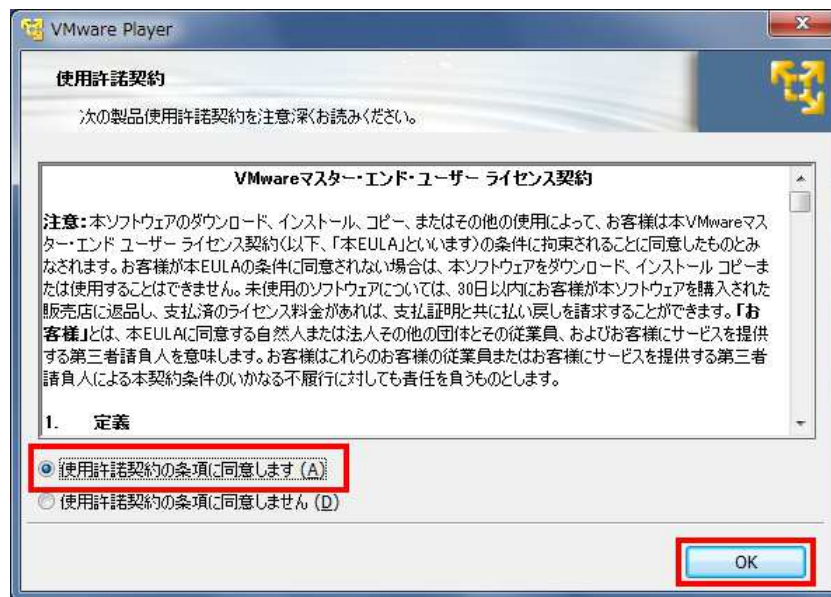 VMware Player
使用許諾契約
次の製品使用許諾契約を注意深くお読みください。
VMwareマスター・エンド・ユーザー ライセンス契約
注意:本ソフトウェアのダウンロード、インストール、コピー、またはその他の使用によって、お客様は本VMwareマス
ター・エンド ユーザー ライセンス契約(以下、「本EULA」といいます)の条件に拘束されることに同意したものとみ
なされます。お客様が本EULAの条件に同意されない場合は、本ソフトウェアをダウンロード、インストール コピーま
たは使用することはできません。未使用のソフトウェアについては、30日以内にお客様が本ソフトウェアを購入された
販売店に返品し、支払済のライセンス料金があれば、支払証明と共に払い戻しを請求することができます。「お
客様」とは、本EULAに同意する自然人または法人その他の団体とその従業員、およびお客様にサービスを提供
する第三者請負人を意味します。お客様はこれらのお客様の従業員またはお客様にサービスを提供する第三者
請負人による本契約条件のいかなる不履行に対しても責任を負うものとします。
1. 定義
使用許諾契約の条項に同意します (A)
使用許諾契約の条項に同意しません (D)
OK